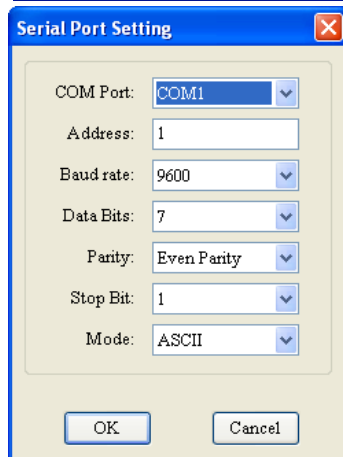 Serial Port Setting
COM Port: COM1
Address: 1
Baud rate: 9600
Data Bits: 7
Parity: Even Parity
Stop Bit: 1
Mode: ASCII
OK Cancel